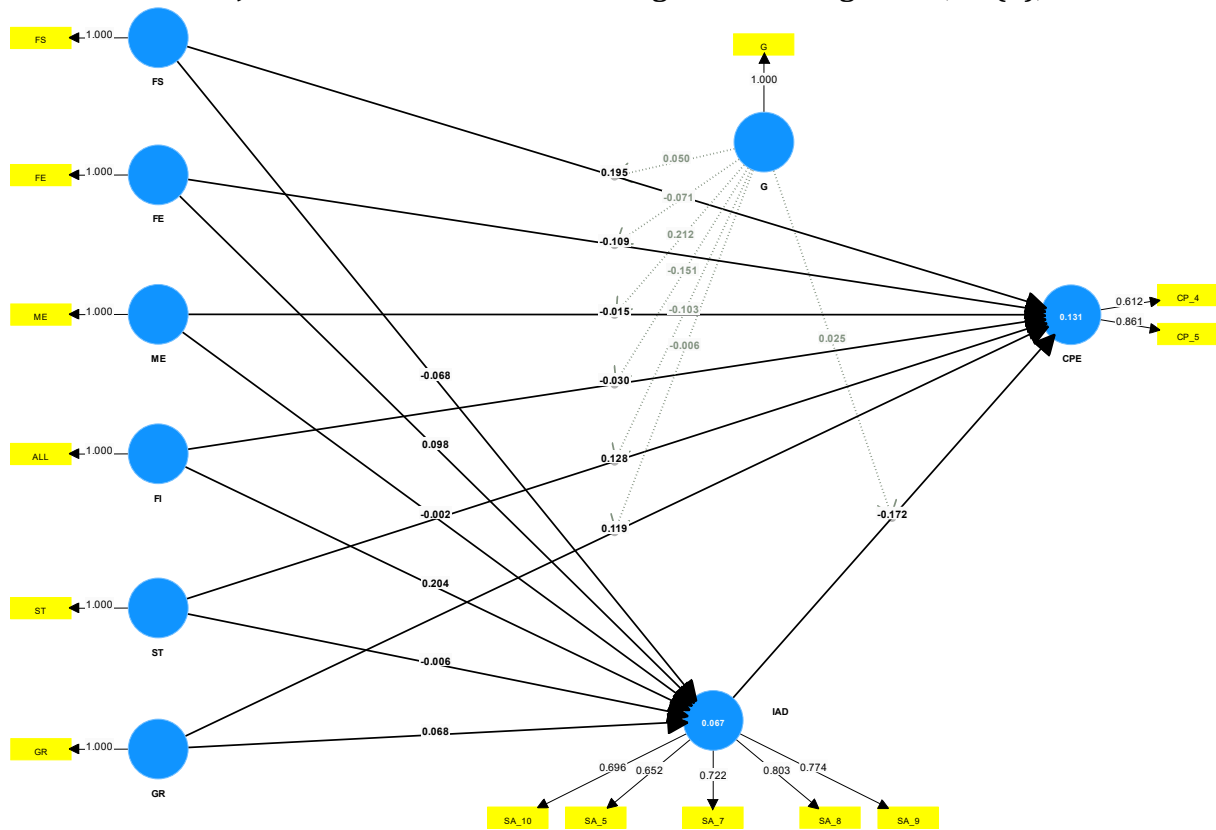 FS
1.000
FS
G
1.000
G
FE
1.000
FE
ME
1.000
ME
ALL
1.000
FI
ST
1.000
ST
GR
1.000
GR
0.195
0.050
-0.109
-0.071
-0.015
0.212
-0.030
-0.151
0.128
-0.103
0.119
-0.006
0.025
-0.172
-0.068
0.098
-0.002
0.204
-0.006
0.068
0.131
CPE
0.612
CP_4
0.861
CP_5
0.067
IAD
0.696
0.652
0.722
0.803
0.774
SA_10
SA_5
SA_7
SA_8
SA_9